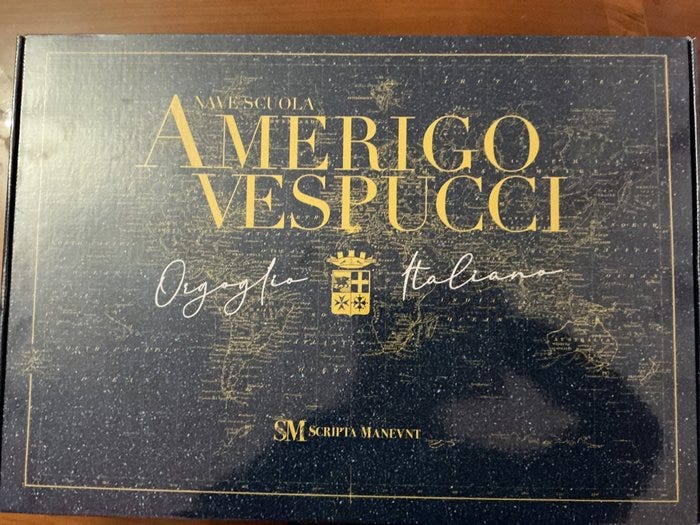 NAVE SCUOLA
AMERIGO
VESPUCCI
Orgoglio Italiano
SM SCRIPTA MANEVNT